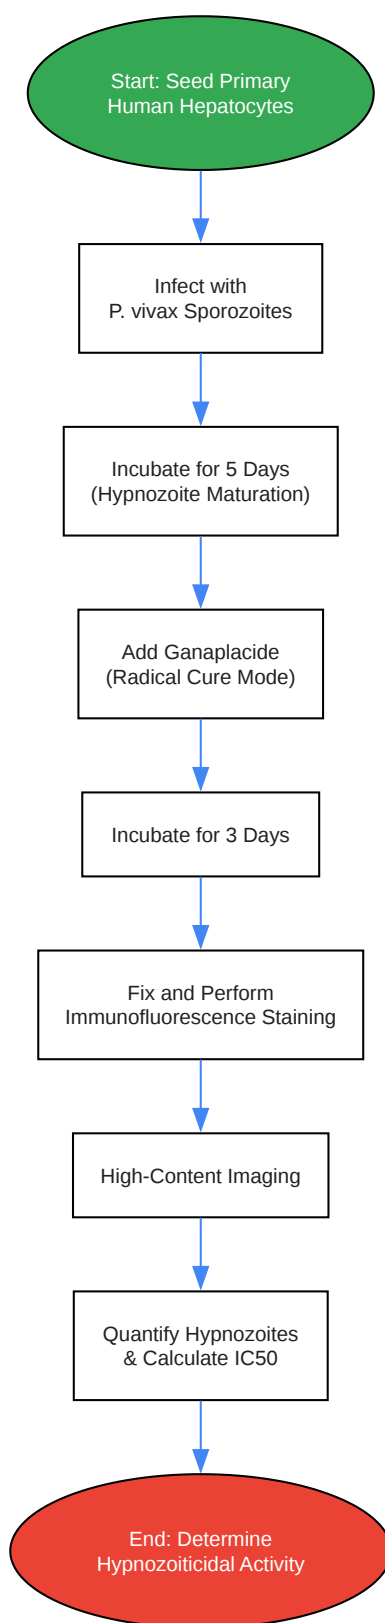 Start: Seed Primary
Human Hepatocytes
Infect with
P. vivax Sporozoites
Incubate for 5 Days
(Hypnozoite Maturation)
Add Ganaplacide
(Radical Cure Mode)
Incubate for 3 Days
Fix and Perform
Immunofluorescence Staining
High-Content Imaging
Quantify Hypnozoites
& Calculate IC50
End: Determine
Hypnozoiticidal Activity